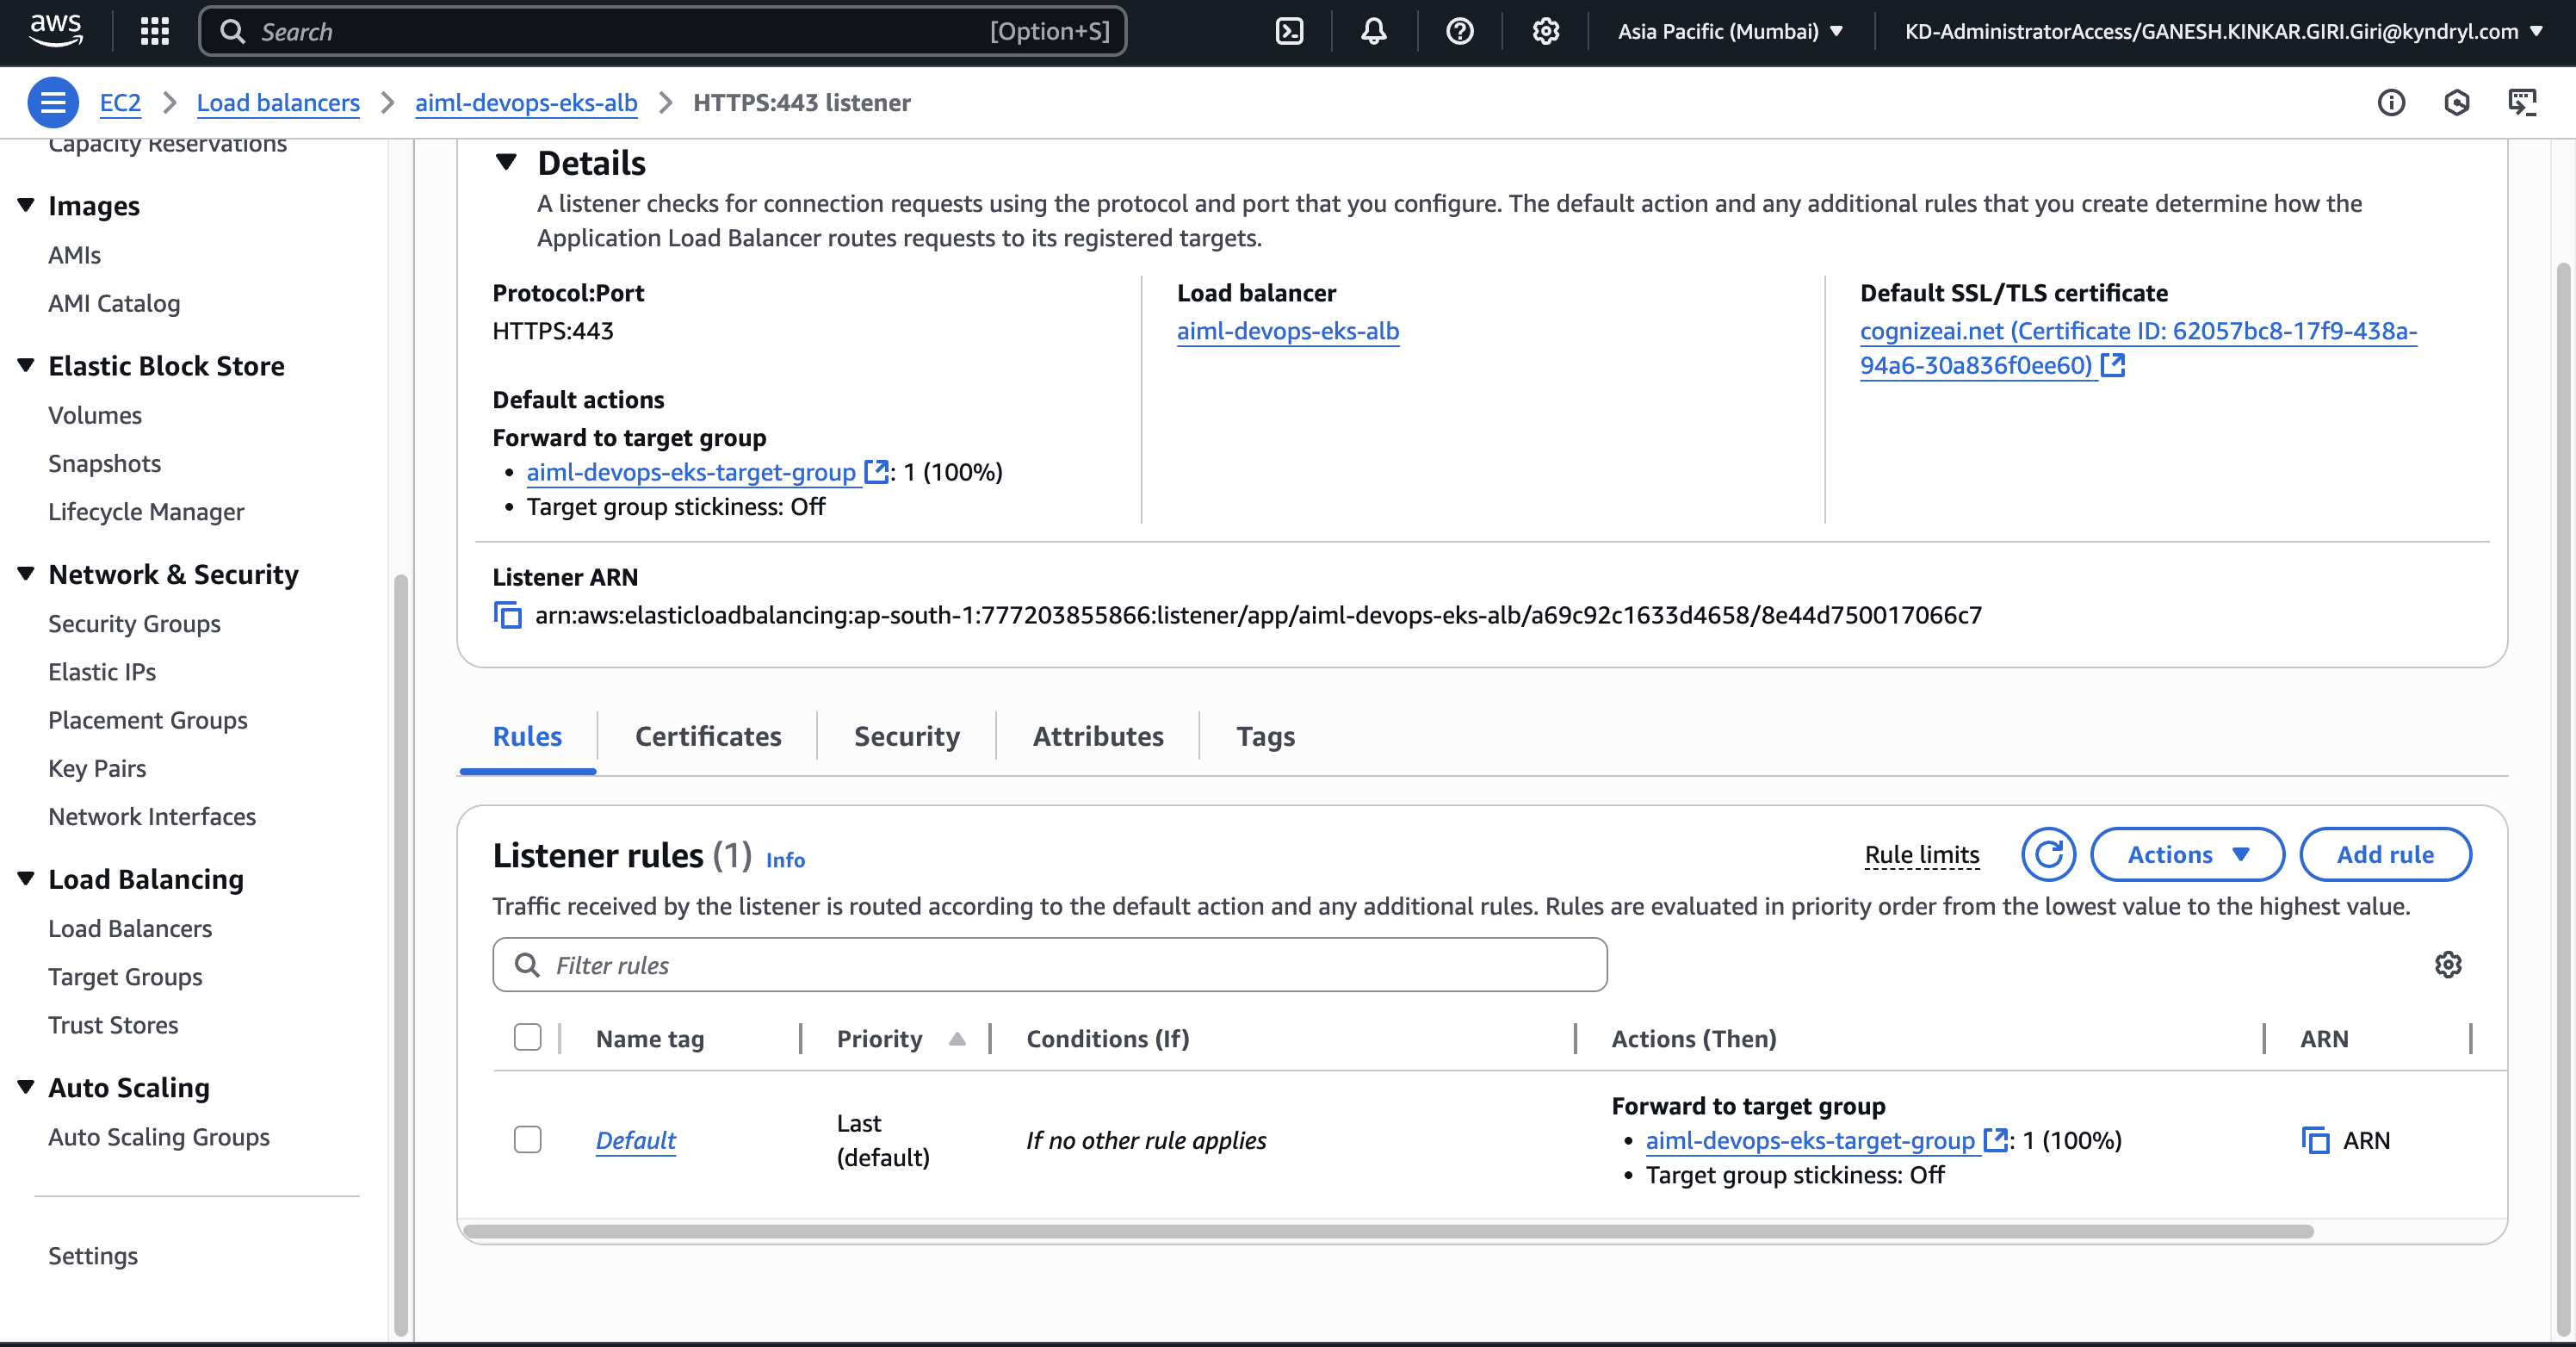 aws
Search
[Option+S]
Asia Pacific (Mumbai)
KD-AdministratorAccess/GANESH.KINKAR.GIRI.Giri@kyndryl.com
EC2
Load balancers
aiml-devops-eks-alb
HTTPS:443 listener
Capacity Reservations
Images
AMIs
AMI Catalog
Elastic Block Store
Volumes
Snapshots
Lifecycle Manager
Network & Security
Security Groups
Elastic IPs
Placement Groups
Key Pairs
Network Interfaces
Load Balancing
Load Balancers
Target Groups
Trust Stores
Auto Scaling
Auto Scaling Groups
Settings
Details
A listener checks for connection requests using the protocol and port that you configure. The default action and any additional rules that you create determine how the
Application Load Balancer routes requests to its registered targets.
Protocol:Port
HTTPS:443
Default actions
Forward to target group
• aiml-devops-eks-target-group : 1 (100%)
• Target group stickiness: Off
Load balancer
aiml-devops-eks-alb
Default SSL/TLS certificate
cognizeai.net (Certificate ID: 62057bc8-17f9-438a-
94a6-30a836f0ee60)
Listener ARN
arn:aws:elasticloadbalancing:ap-south-1:777203855866:listener/app/aiml-devops-eks-alb/a69c92c1633d4658/8e44d750017066c7
Rules
Certificates
Security
Attributes
Tags
Listener rules (1) Info
Rule limits
Actions
Add rule
Traffic received by the listener is routed according to the default action and any additional rules. Rules are evaluated in priority order from the lowest value to the highest value.
Filter rules
Name tag
Priority
Conditions (If)
Actions (Then)
ARN
Default
Last
(default)
If no other rule applies
Forward to target group
• aiml-devops-eks-target-group : 1 (100%)
• Target group stickiness: Off
ARN